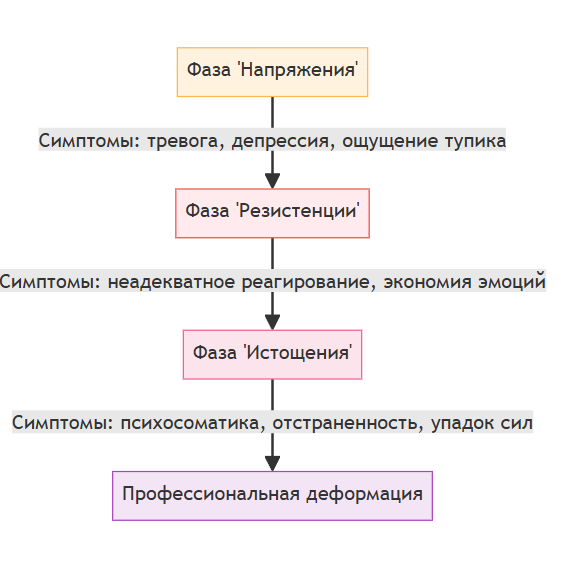 Фаза 'Напряжения'
Симптомы: тревога, депрессия, ощущение тупика
Фаза 'Резистенции'
Симптомы: неадекватное реагирование, экономия эмоций
Фаза 'Истощения'
Симптомы: психосоматика, отстраненность, упадок сил
Профессиональная деформация